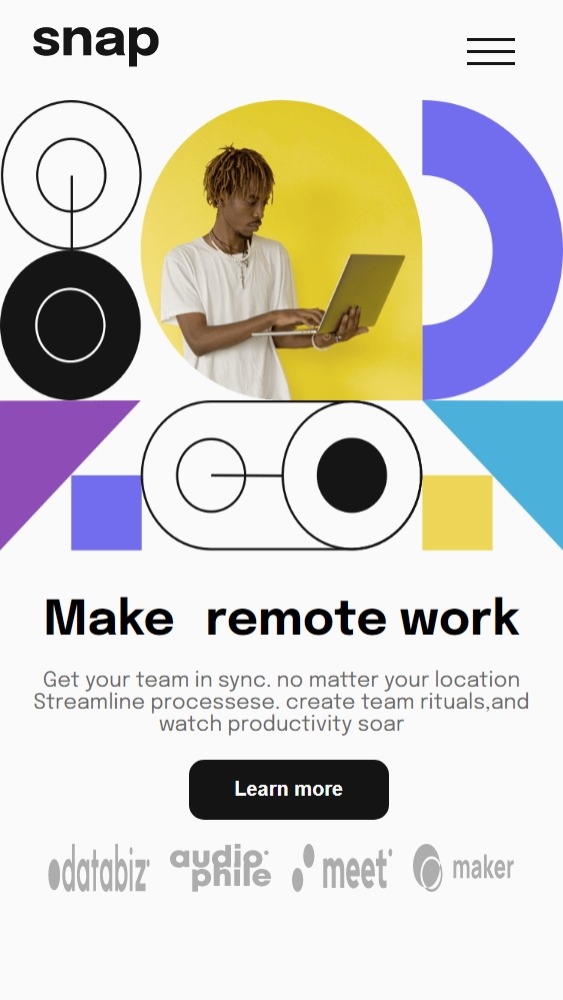 snap
Make remote work
Get your team in sync. no matter your location
Streamline processese. create team rituals,and
watch productivity soar
Learn more
databiz audiophile meet maker